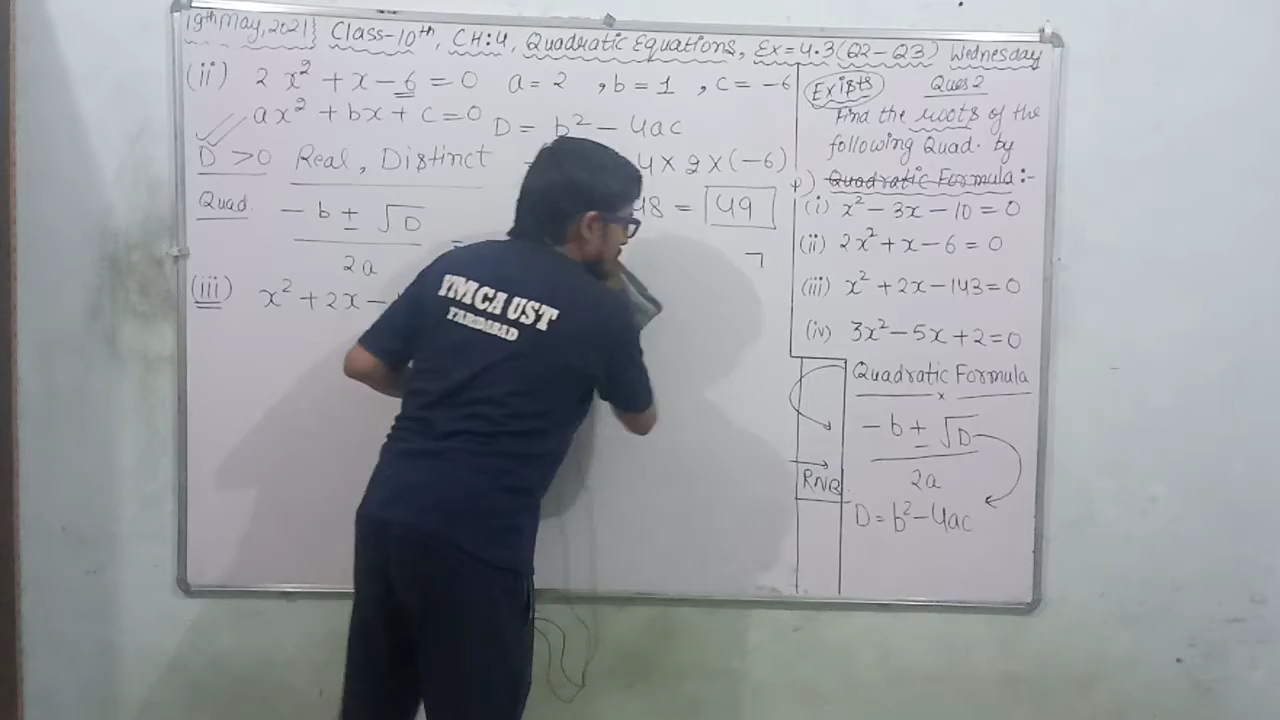 19th May, 2021} Class-10th, CH:4, Quadratic Equations, Ex=4.3(Q2-Q3) Wednesday
(ii) 2x² + x - 6 = 0 a = 2 , b = 1 , c = -6
ax² + bx + c = 0 D = b² - 4ac
D > 0 Real, Distinct 4 × 2 × (-6)
48 = 49
Quad. -b ± √D
2a
=
7
(iii) x² + 2x -
YMCA UST
FARIDABAD
Exists Ques 2
Find the roots of the
following Quad. by
Quadratic Formula:-
(i) x² - 3x - 10 = 0
(ii) 2x² + x - 6 = 0
(iii) x² + 2x - 143 = 0
(iv) 3x² - 5x + 2 = 0
Quadratic Formula
x
-b ± √D
2a
D = b² - 4ac
RNB